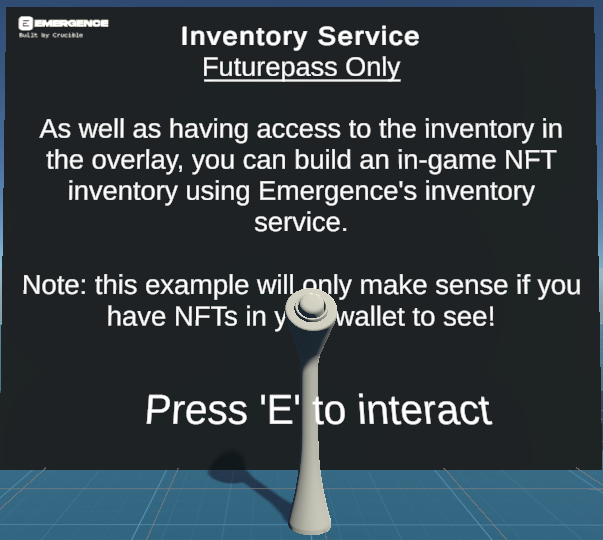 EMERGENCE
Built by Crucible
Inventory Service
Futurepass Only
As well as having access to the inventory in
the overlay, you can build an in-game NFT
inventory using Emergence's inventory
service.
Note: this example will only make sense if you
have NFTs in wallet to see!
Press 'E' to interact